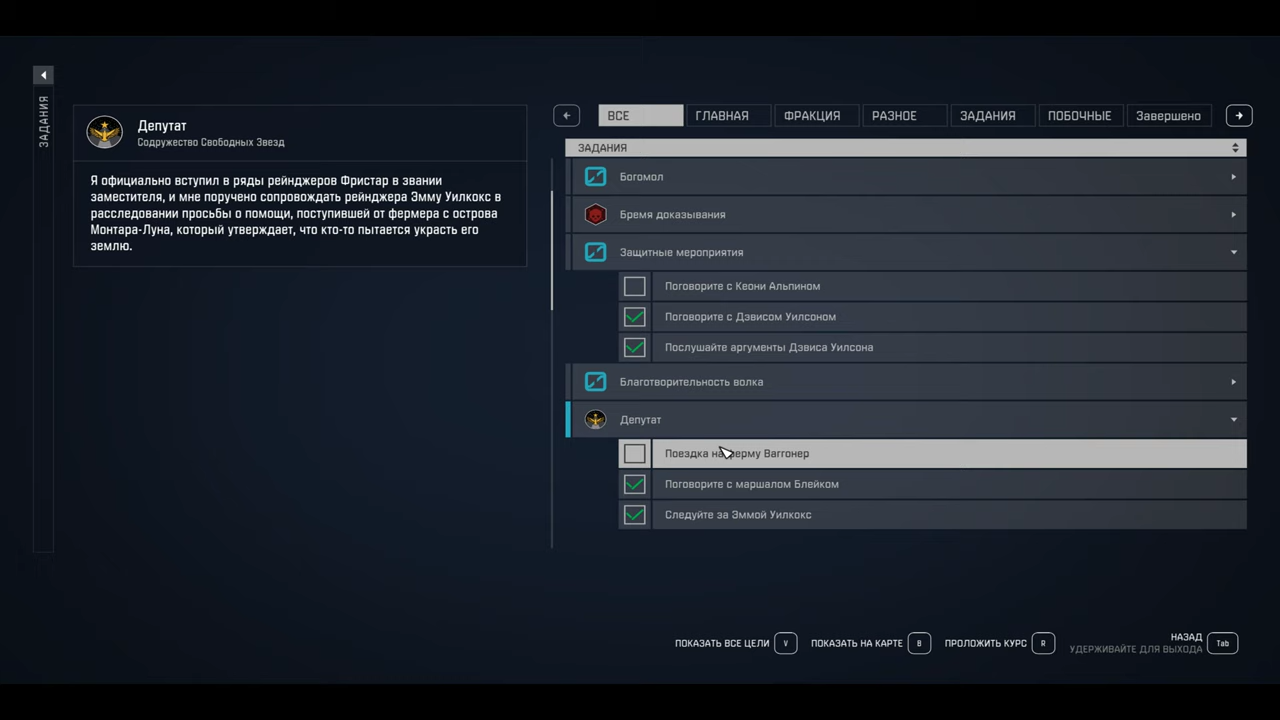 ЗАДАНИЯ
Депутат
Содружество Свободных Звезд
Я официально вступил в ряды рейнджеров Фристар в звании
заместителя, и мне поручено сопровождать рейнджера Эмму Уилкокс в
расследовании просьбы о помощи, поступившей от фермера с острова
Монтара-Луна, который утверждает, что кто-то пытается украсть его
землю.
ВСЕ
ГЛАВНАЯ
ФРАКЦИЯ
РАЗНОЕ
ЗАДАНИЯ
ПОБОЧНЫЕ
Завершено
ЗАДАНИЯ
Богомол
Бремя доказывания
Защитные мероприятия
Поговорите с Кеони Альпином
Поговорите с Дэвисом Уилсоном
Послушайте аргументы Дэвиса Уилсона
Благотворительность волка
Депутат
Поездка на ферму Ваггонер
Поговорите с маршалом Блейком
Следуйте за Эммой Уилкокс
ПОКАЗАТЬ ВСЕ ЦЕЛИ V
ПОКАЗАТЬ НА КАРТЕ B
ПРОЛОЖИТЬ КУРС R
НАЗАД
УДЕРЖИВАЙТЕ ДЛЯ ВЫХОДА
Tab